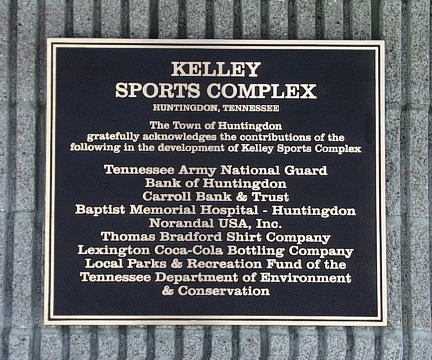 KELLEY
SPORTS COMPLEX
HUNTINGDON, TENNESSEE
The Town of Huntingdon
gratefully acknowledges the contributions of the
following in the development of Kelley Sports Complex
Tennessee Army National Guard
Bank of Huntingdon
Carroll Bank & Trust
Baptist Memorial Hospital - Huntingdon
Norandal USA, Inc.
Thomas Bradford Shirt Company
Lexington Coca-Cola Bottling Company
Local Parks & Recreation Fund of the
Tennessee Department of Environment
& Conservation